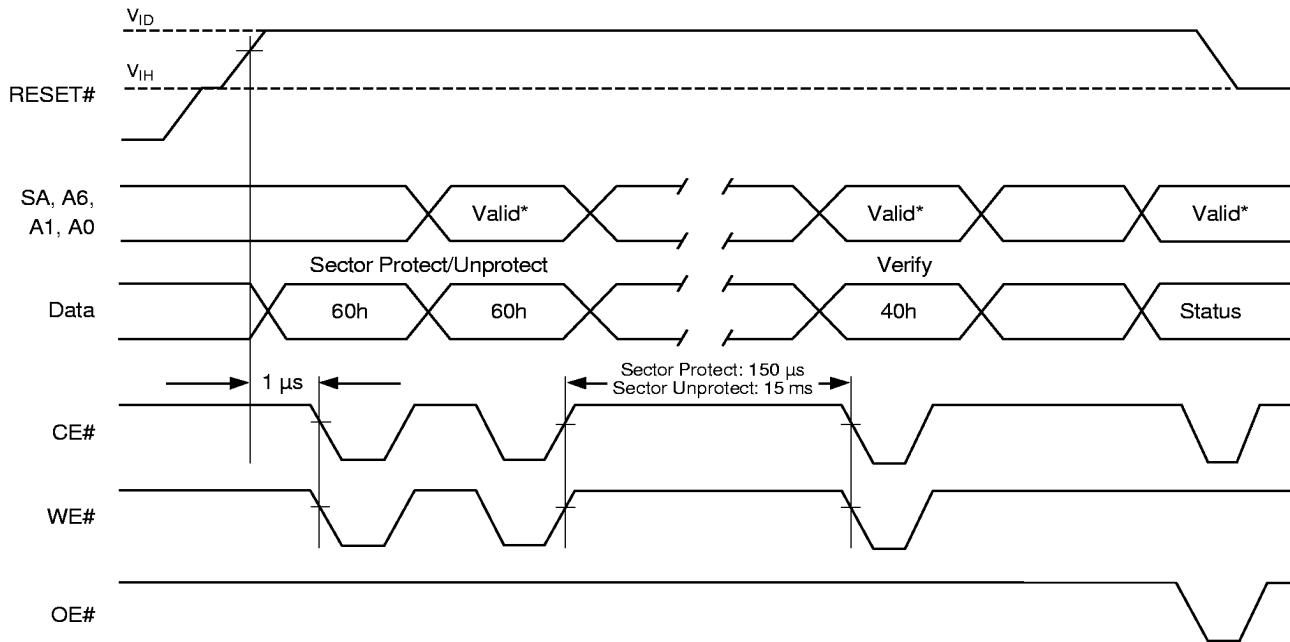 VID
VIH
RESET#
SA, A6,
A1, A0
Valid*
Valid*
Valid*
Sector Protect/Unprotect
Verify
Data
60h
60h
40h
Status
1 µs
Sector Protect: 150 µs
Sector Unprotect: 15 ms
CE#
WE#
OE#